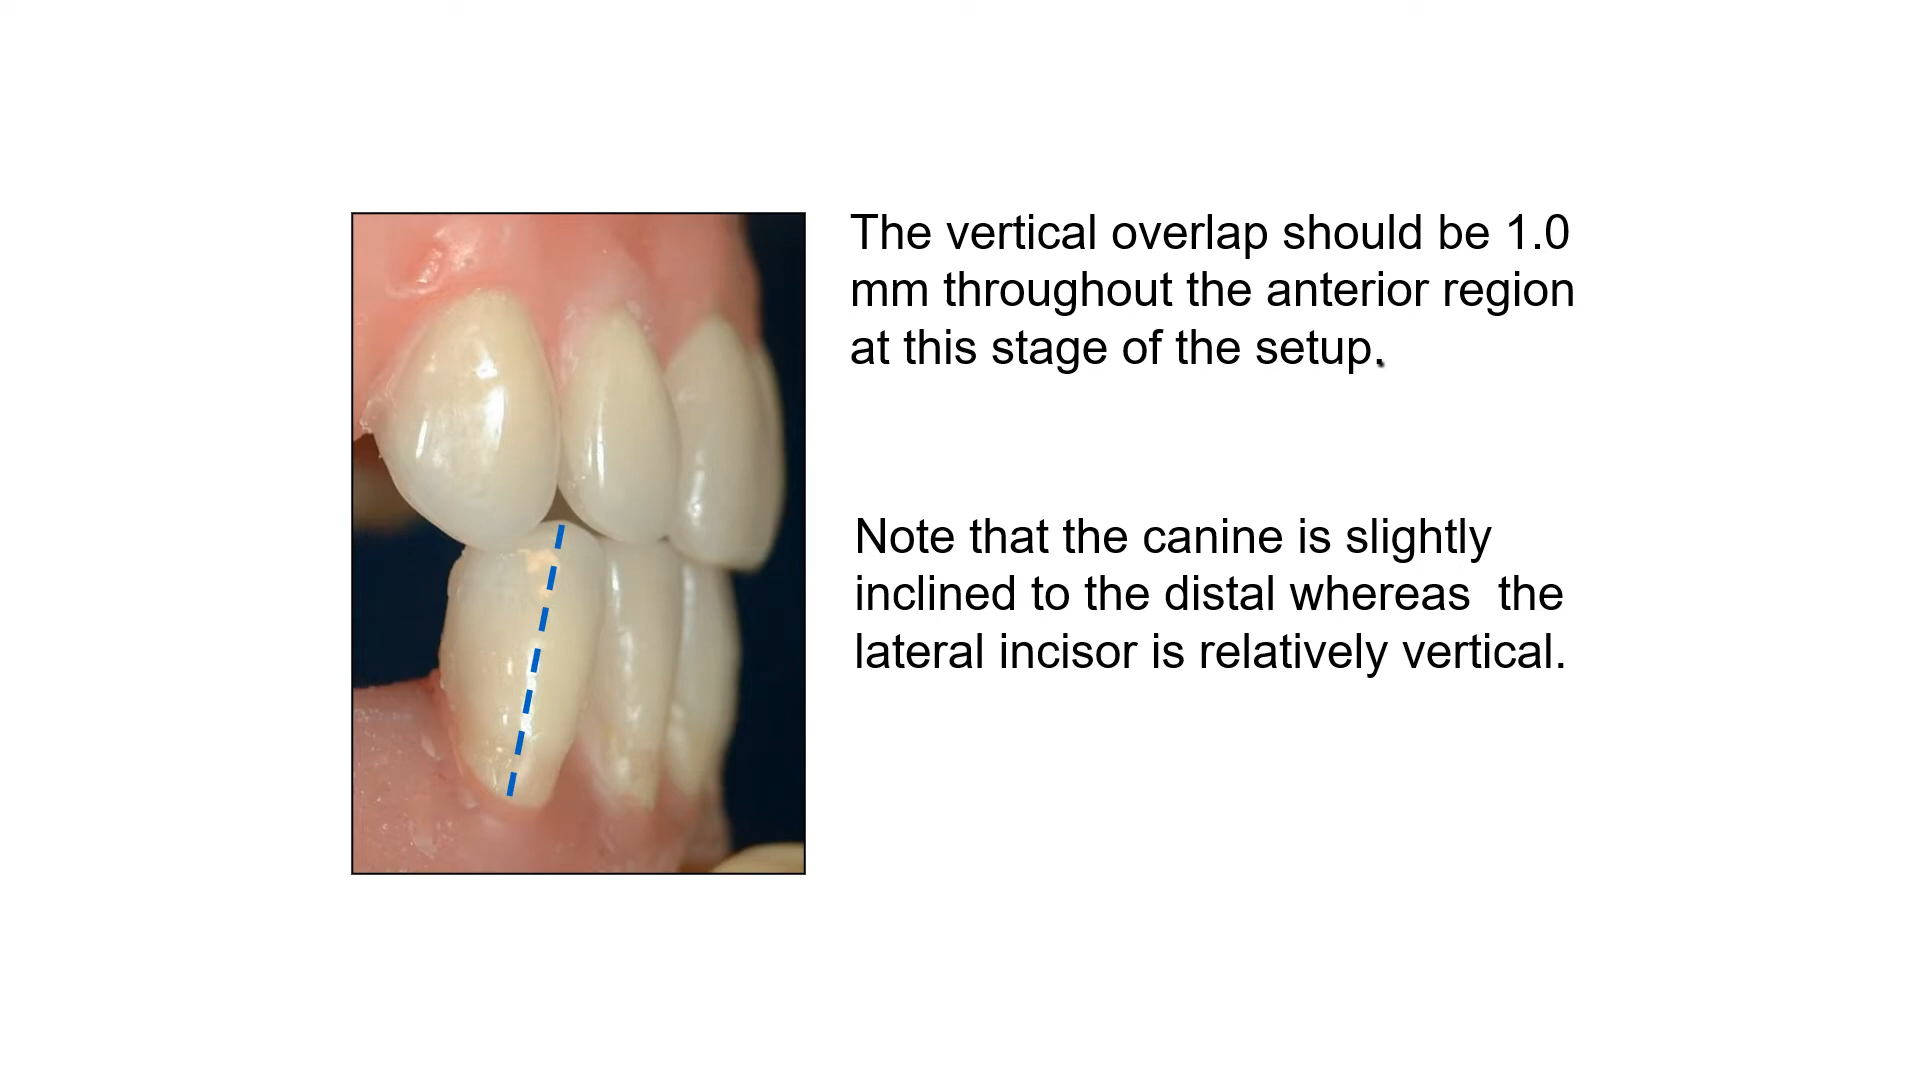 The vertical overlap should be 1.0
mm throughout the anterior region
at this stage of the setup.
Note that the canine is slightly
inclined to the distal whereas  the
lateral incisor is relatively vertical.